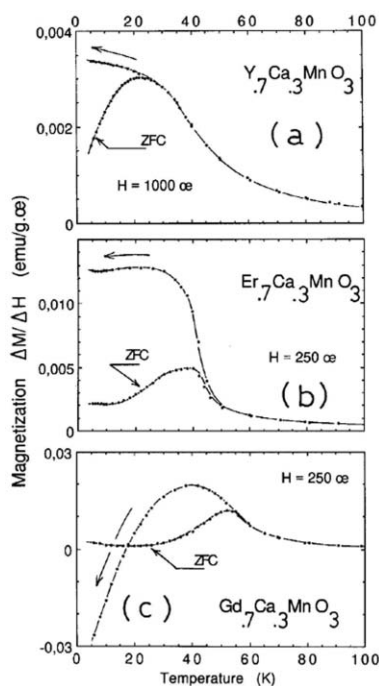 0 20 40 60 80 100
0,004
0,002
0
Y.7Ca.3MnO3
(a)
ZFC
H = 1000 œ
Magnetization ΔM/ΔH (emu/g.œ)
0,010
0,005
0
Er.7Ca.3MnO3
ZFC
H = 250 œ
(b)
0,03
0
-0,03
H = 250 œ
ZFC
(c)
Gd.7Ca.3MnO3
0 20 40 60 80 100
Temperature (K)